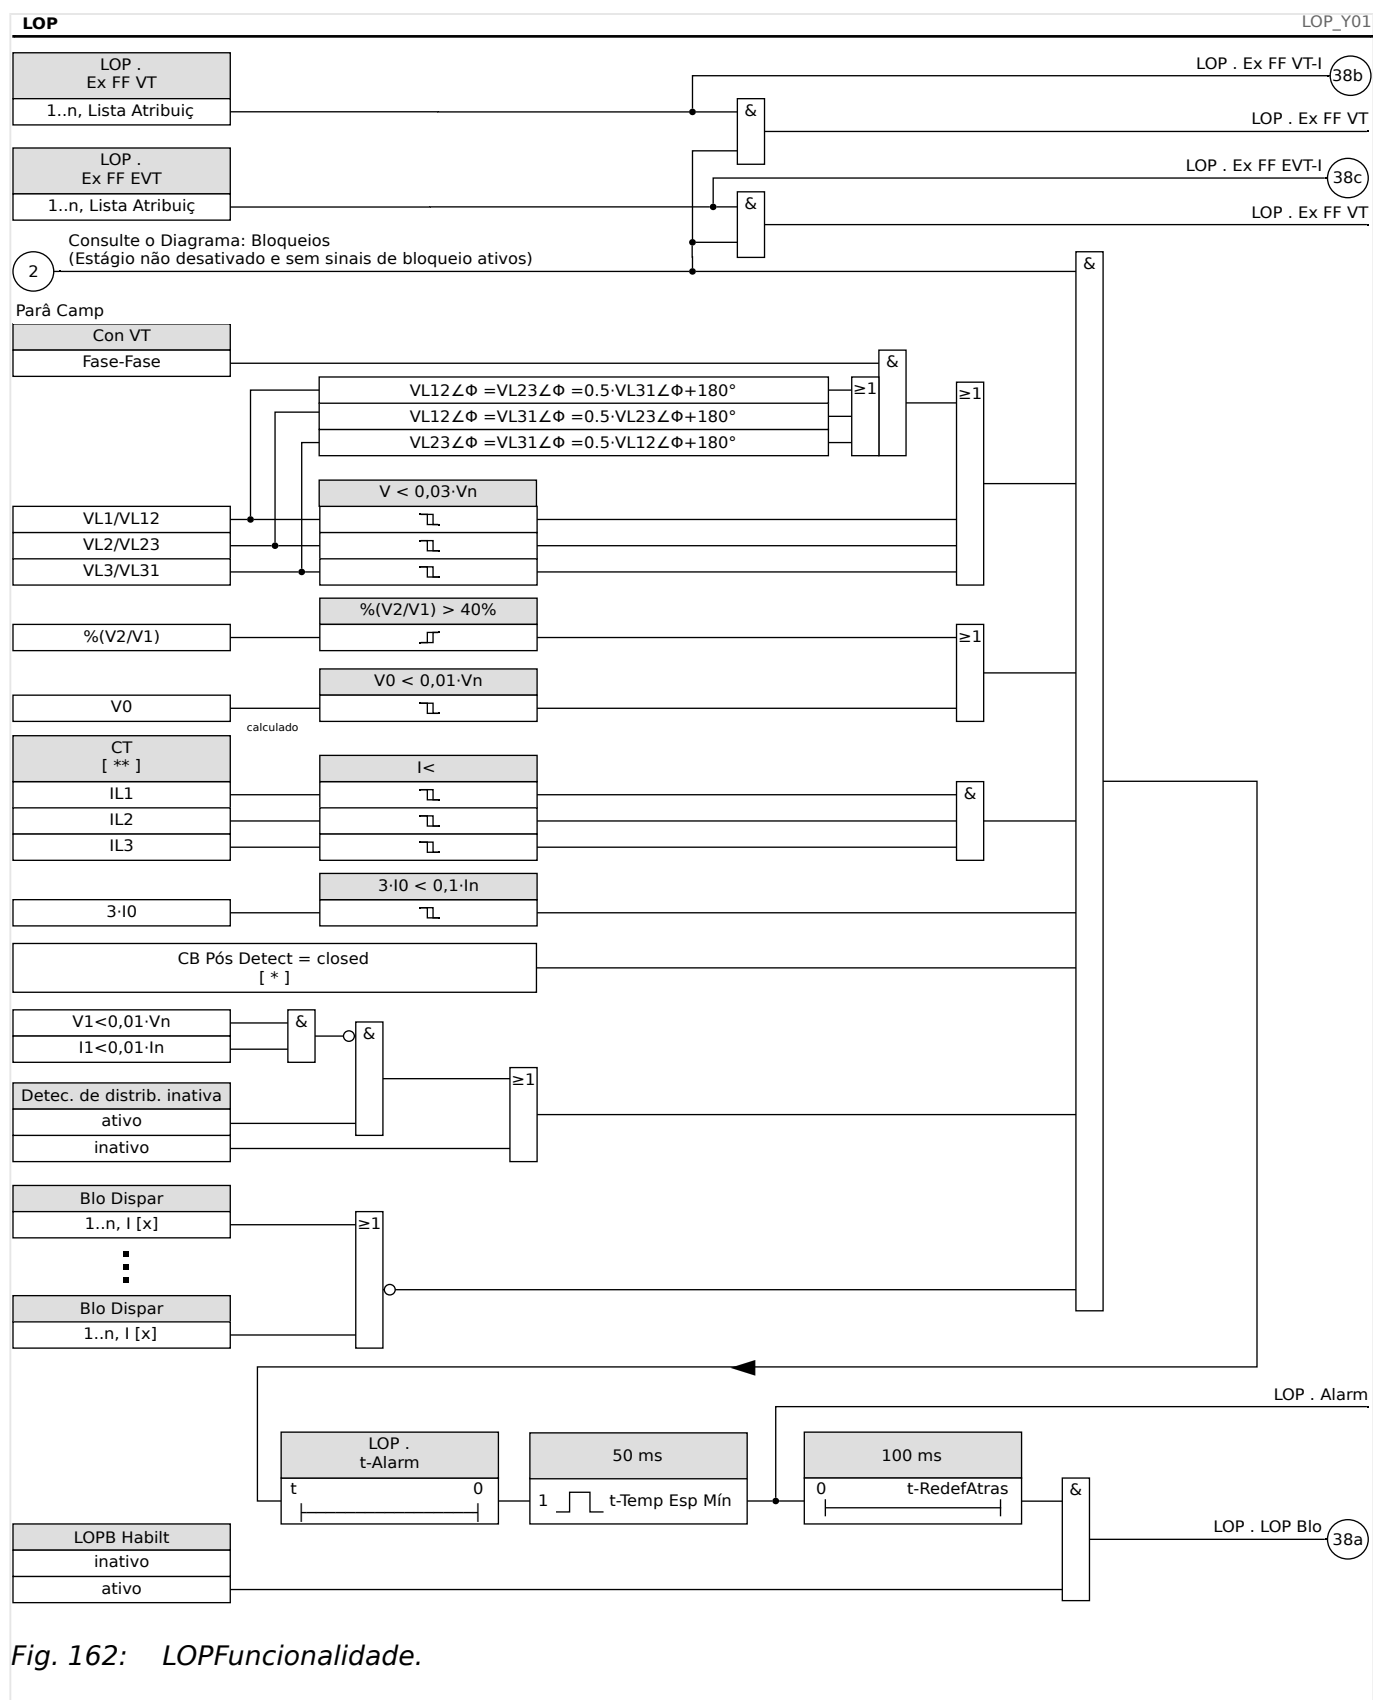 LOP
LOP_Y01
LOP .
Ex FF VT
1..n, Lista Atribuiç
&
LOP . Ex FF VT-I
38b
LOP . Ex FF VT
LOP .
Ex FF EVT
1..n, Lista Atribuiç
&
LOP . Ex FF EVT-I
38c
LOP . Ex FF VT
2
Consulte o Diagrama: Bloqueios
(Estágio não desativado e sem sinais de bloqueio ativos)
&
Parâ Camp
Con VT
Fase-Fase
&
VL12∠Φ =VL23∠Φ =0.5·VL31∠Φ+180°
VL12∠Φ =VL31∠Φ =0.5·VL23∠Φ+180°
VL23∠Φ =VL31∠Φ =0.5·VL12∠Φ+180°
≥1
≥1
V < 0,03·Vn
VL1/VL12
VL2/VL23
VL3/VL31
%(V2/V1) > 40%
%(V2/V1)
≥1
V0 < 0,01·Vn
V0
calculado
CT
[ ** ]
I<
IL1
IL2
IL3
&
3·I0 < 0,1·In
3·I0
CB Pós Detect = closed
[ * ]
V1<0,01·Vn
I1<0,01·In
&
&
Detec. de distrib. inativa
ativo
inativo
≥1
Blo Dispar
1..n, I [x]
≥1
Blo Dispar
1..n, I [x]
LOP . Alarm
LOP .
t-Alarm
t 0
50 ms
1 t-Temp Esp Mín
100 ms
0 t-RedefAtras
&
LOP . LOP Blo
38a
LOPB Habilt
inativo
ativo
Fig. 162: LOPFuncionalidade.